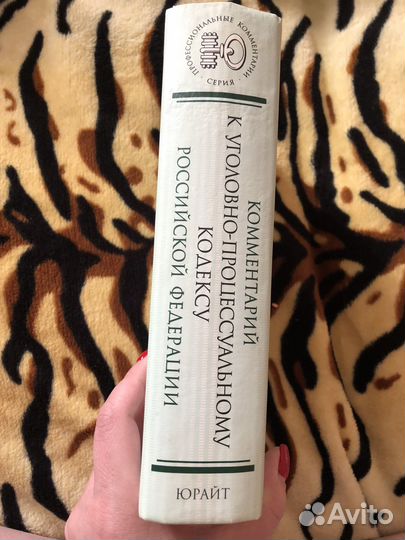 ПРОФЕССИОНАЛЬНЫЕ КОММЕНТАРИИ
СЕРИЯ
КОММЕНТАРИЙ
К УГОЛОВНО-ПРОЦЕССУАЛЬНОМУ
КОДЕКСУ
РОССИЙСКОЙ ФЕДЕРАЦИИ
ЮРАЙТ
Avito